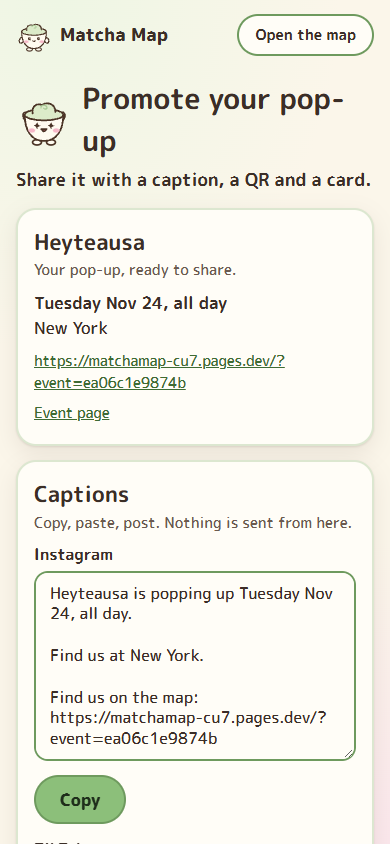 Matcha Map
Open the map
Promote your pop-
up
Share it with a caption, a QR and a card.
Heyteausa
Your pop-up, ready to share.
Tuesday Nov 24, all day
New York
https://matchamap-cu7.pages.dev/?
event=ea06c1e9874b
Event page
Captions
Copy, paste, post. Nothing is sent from here.
Instagram
Heyteausa is popping up Tuesday Nov
24, all day.
Find us at New York.
Find us on the map:
https://matchamap-cu7.pages.dev/?
event=ea06c1e9874b
Copy